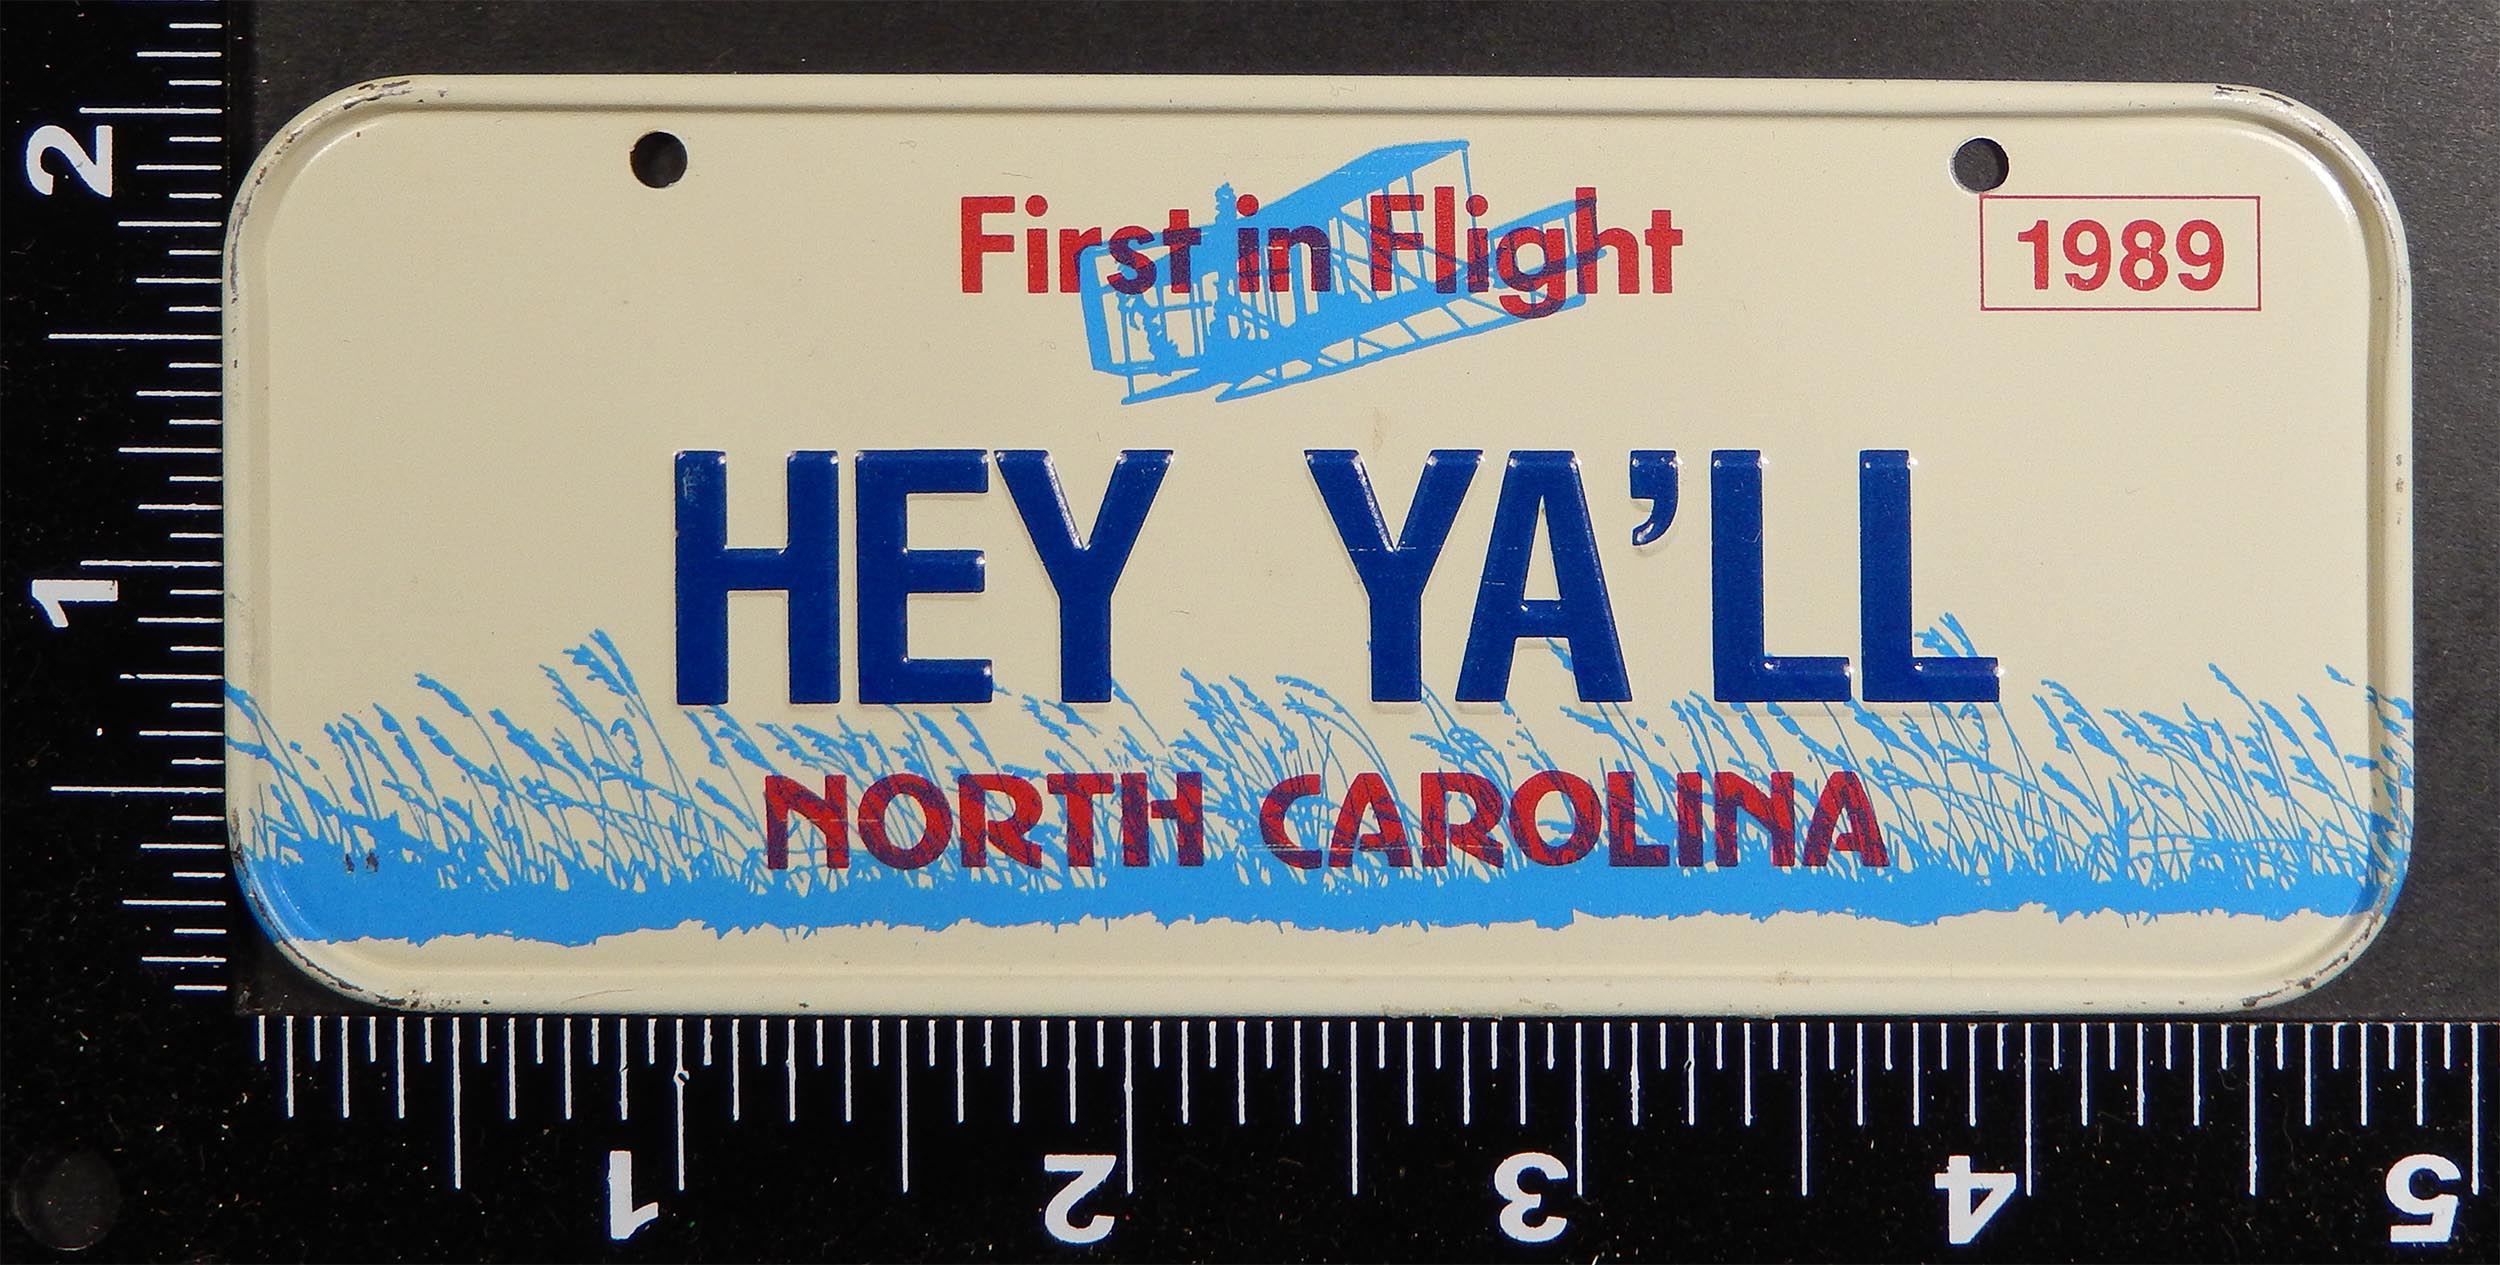 First in Flight
1989
HEY YA’LL
NORTH CAROLINA
2
1
1 2 3 4 5